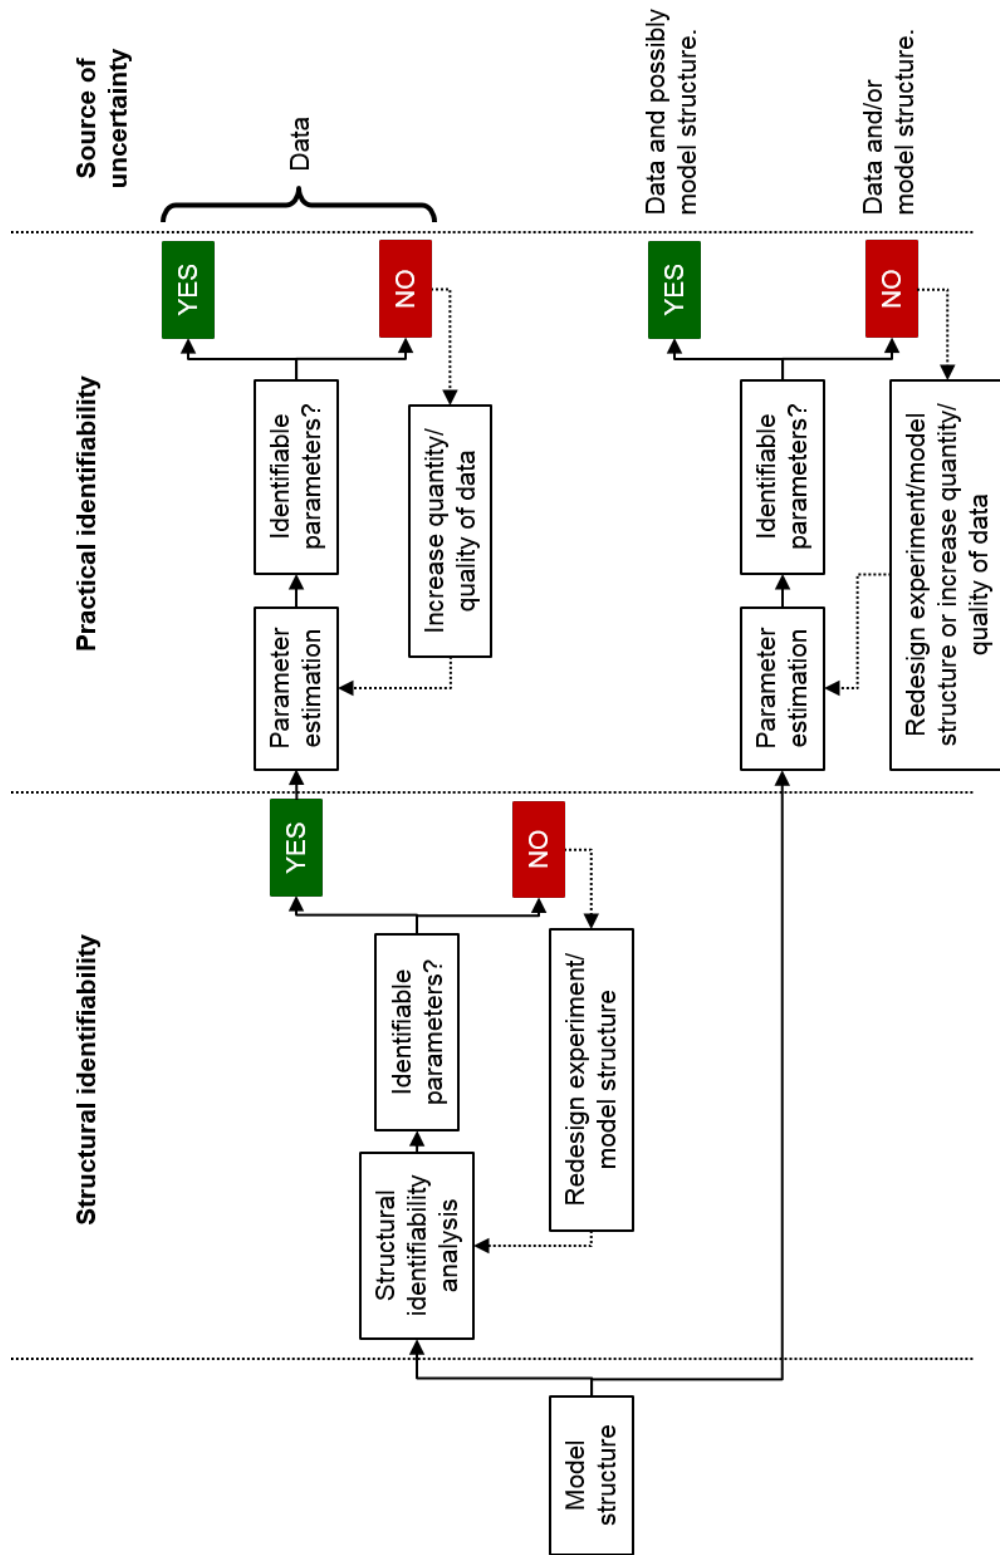 Structural identifiability
Practical identifiability
Source of
uncertainty
Model
structure
Structural
identifiability
analysis
Identifiable
parameters?
YES
NO
Redesign experiment/
model structure
Parameter
estimation
Identifiable
parameters?
YES
NO
Increase quantity/
quality of data
Data
Parameter
estimation
Identifiable
parameters?
YES
NO
Redesign experiment/model
structure or increase quantity/
quality of data
Data and possibly
model structure.
Data and/or
model structure.